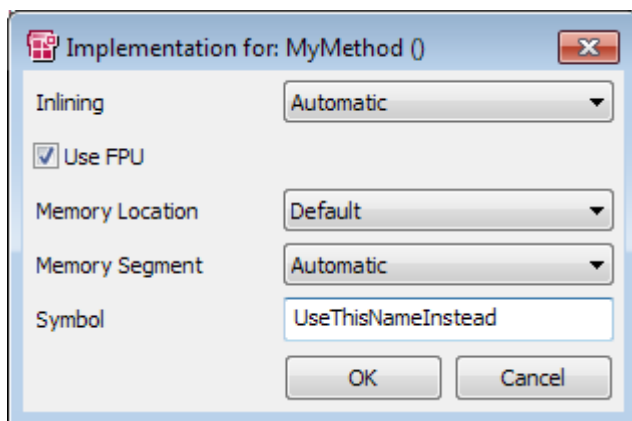 Implementation for: MyMethod ()
Inlining Automatic
Use FPU
Memory Location Default
Memory Segment Automatic
Symbol UseThisNameInstead
OK Cancel